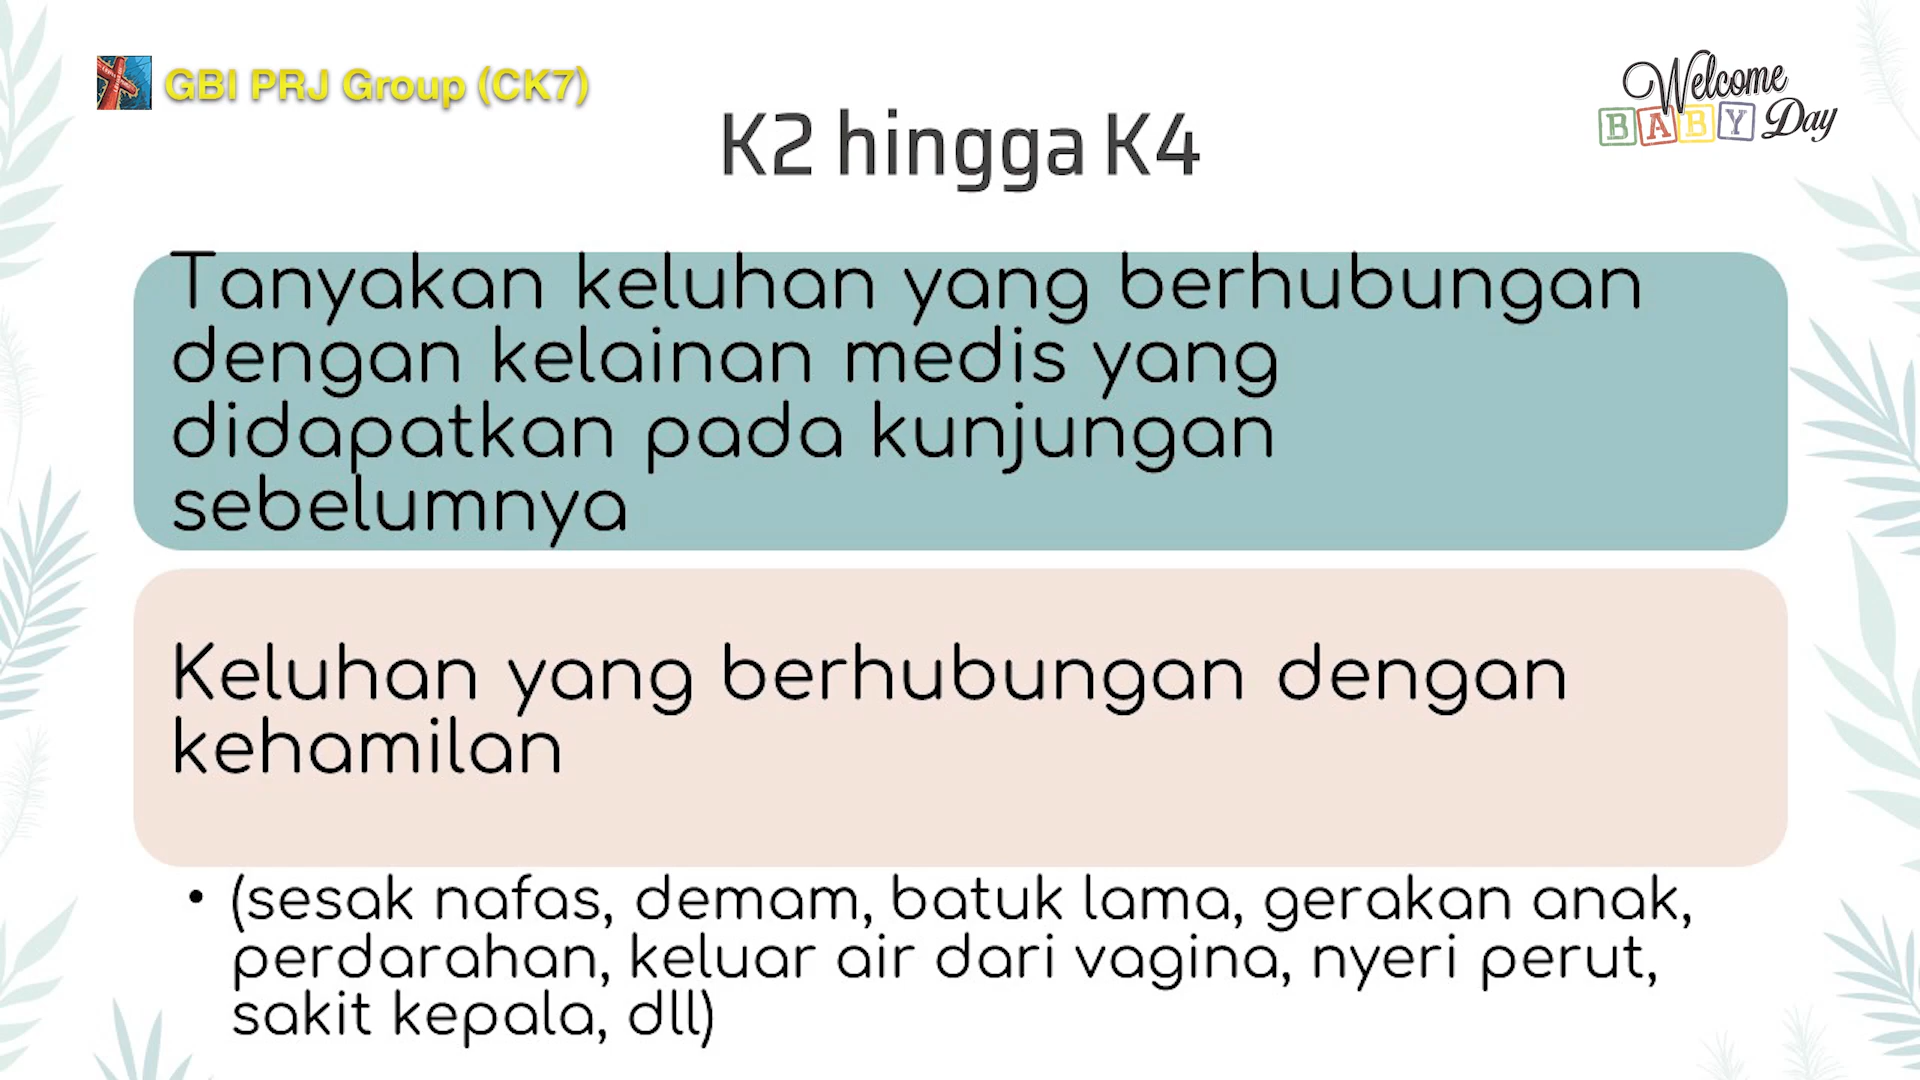 GBI PRJ Group (CK7)
Welcome
BABY Day
K2 hingga K4
Tanyakan keluhan yang berhubungan
dengan kelainan medis yang
didapatkan pada kunjungan
sebelumnya
Keluhan yang berhubungan dengan
kehamilan
• (sesak nafas, demam, batuk lama, gerakan anak,
perdarahan, keluar air dari vagina, nyeri perut,
sakit kepala, dll)